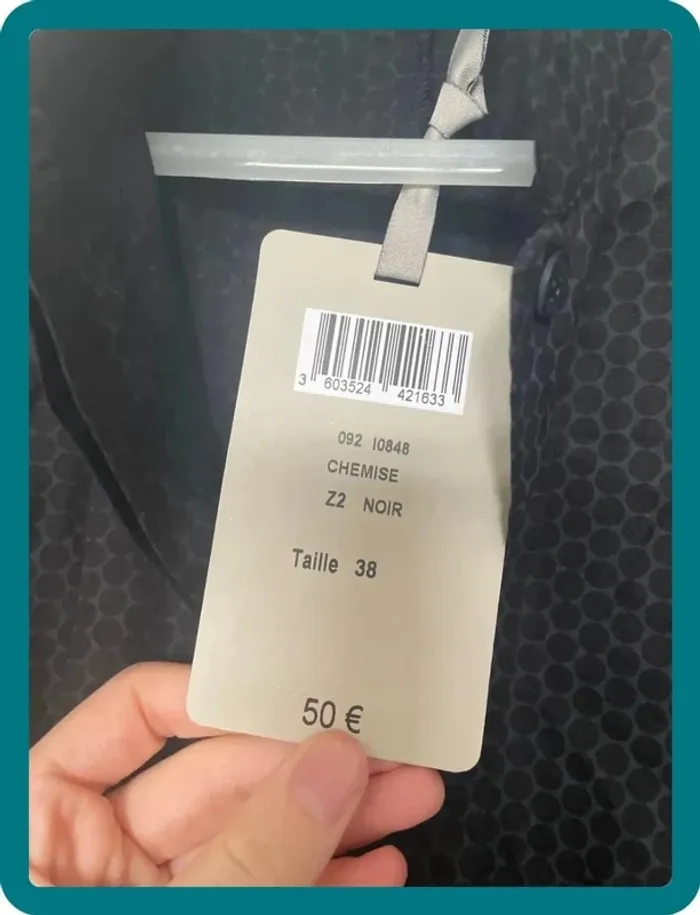 3 603524 421633
092 I0848
CHEMISE
Z2 NOIR
Taille 38
50 €